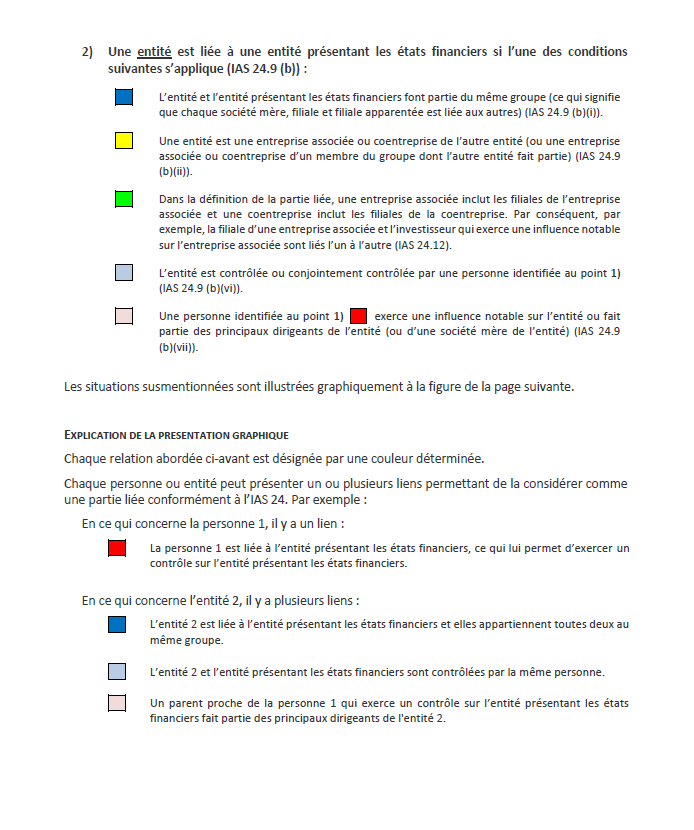 2) Une entité est liée à une entité présentant les états financiers si l’une des conditions
suivantes s’applique (IAS 24.9 (b)) :
L’entité et l’entité présentant les états financiers font partie du même groupe (ce qui signifie
que chaque société mère, filiale et filiale apparentée est liée aux autres) (IAS 24.9 (b)(i)).
Une entité est une entreprise associée ou coentreprise de l’autre entité (ou une entreprise
associée ou coentreprise d’un membre du groupe dont l’autre entité fait partie) (IAS 24.9
(b)(ii)).
Dans la définition de la partie liée, une entreprise associée inclut les filiales de l’entreprise
associée et une coentreprise inclut les filiales de la coentreprise. Par conséquent, par
exemple, la filiale d’une entreprise associée et l’investisseur qui exerce une influence notable
sur l’entreprise associée sont liés l’un à l’autre (IAS 24.12).
L’entité est contrôlée ou conjointement contrôlée par une personne identifiée au point 1)
(IAS 24.9 (b)(vi)).
Une personne identifiée au point 1) exerce une influence notable sur l’entité ou fait
partie des principaux dirigeants de l’entité (ou d’une société mère de l’entité) (IAS 24.9
(b)(vii)).
Les situations susmentionnées sont illustrées graphiquement à la figure de la page suivante.
EXPLICATION DE LA PRESENTATION GRAPHIQUE
Chaque relation abordée ci-avant est désignée par une couleur déterminée.
Chaque personne ou entité peut présenter un ou plusieurs liens permettant de la considérer comme
une partie liée conformément à l’IAS 24. Par exemple :
En ce qui concerne la personne 1, il y a un lien :
La personne 1 est liée à l’entité présentant les états financiers, ce qui lui permet d’exercer un
contrôle sur l’entité présentant les états financiers.
En ce qui concerne l’entité 2, il y a plusieurs liens :
L’entité 2 est liée à l’entité présentant les états financiers et elles appartiennent toutes deux au
même groupe.
L’entité 2 et l’entité présentant les états financiers sont contrôlées par la même personne.
Un parent proche de la personne 1 qui exerce un contrôle sur l’entité présentant les états
financiers fait partie des principaux dirigeants de l'entité 2.